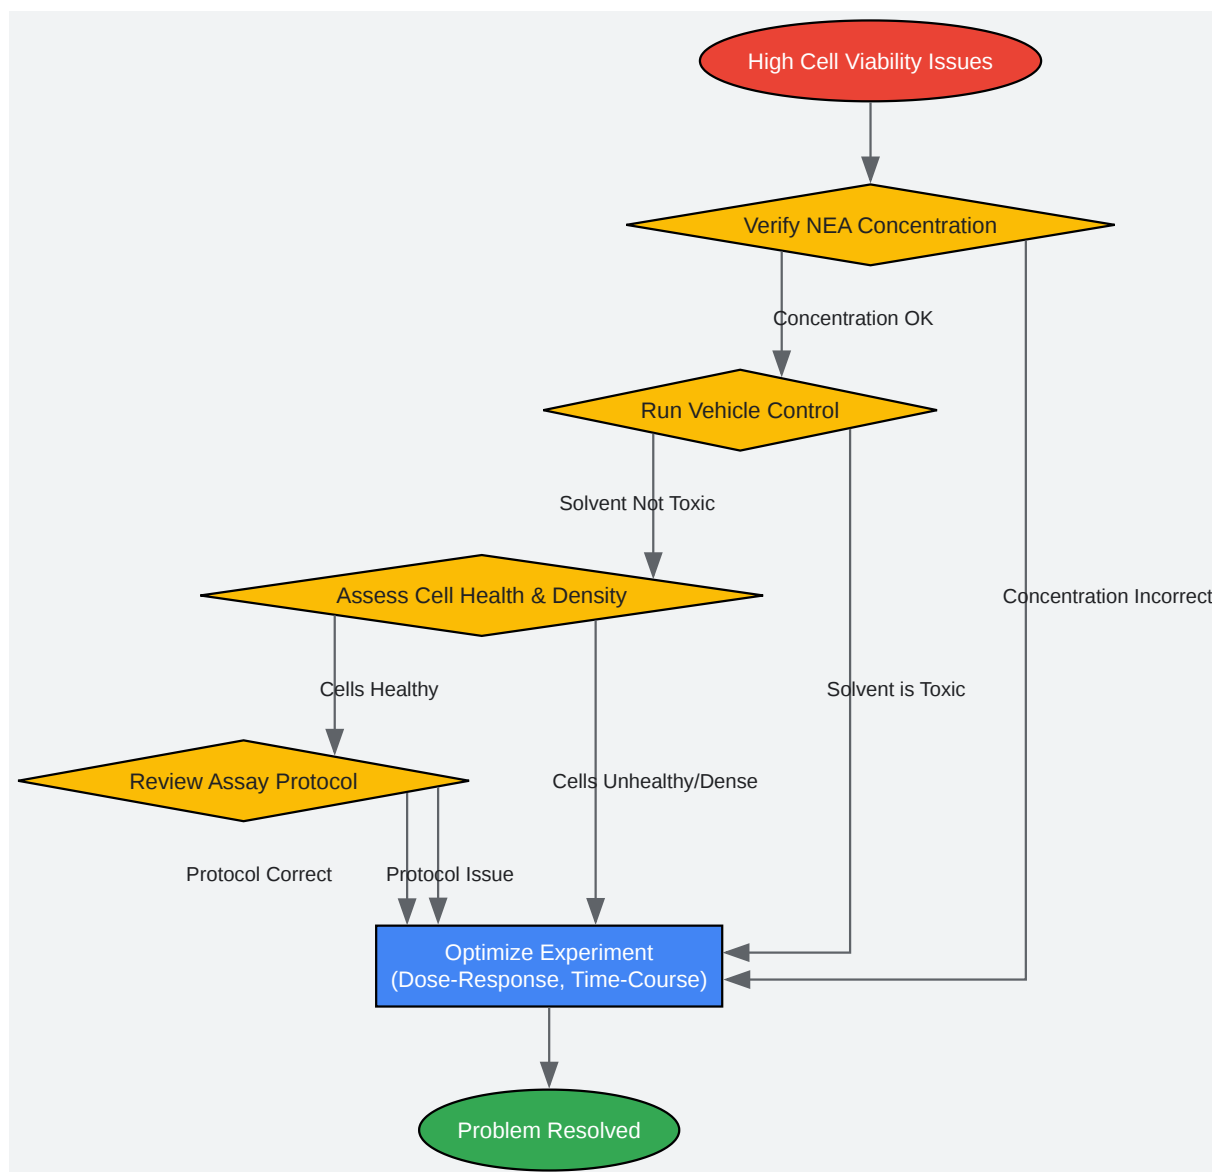 High Cell Viability Issues
Verify NEA Concentration
Concentration OK
Run Vehicle Control
Solvent Not Toxic
Assess Cell Health & Density
Concentration Incorrect
Cells Healthy
Solvent is Toxic
Review Assay Protocol
Cells Unhealthy/Dense
Protocol Correct
Protocol Issue
Optimize Experiment
(Dose-Response, Time-Course)
Problem Resolved